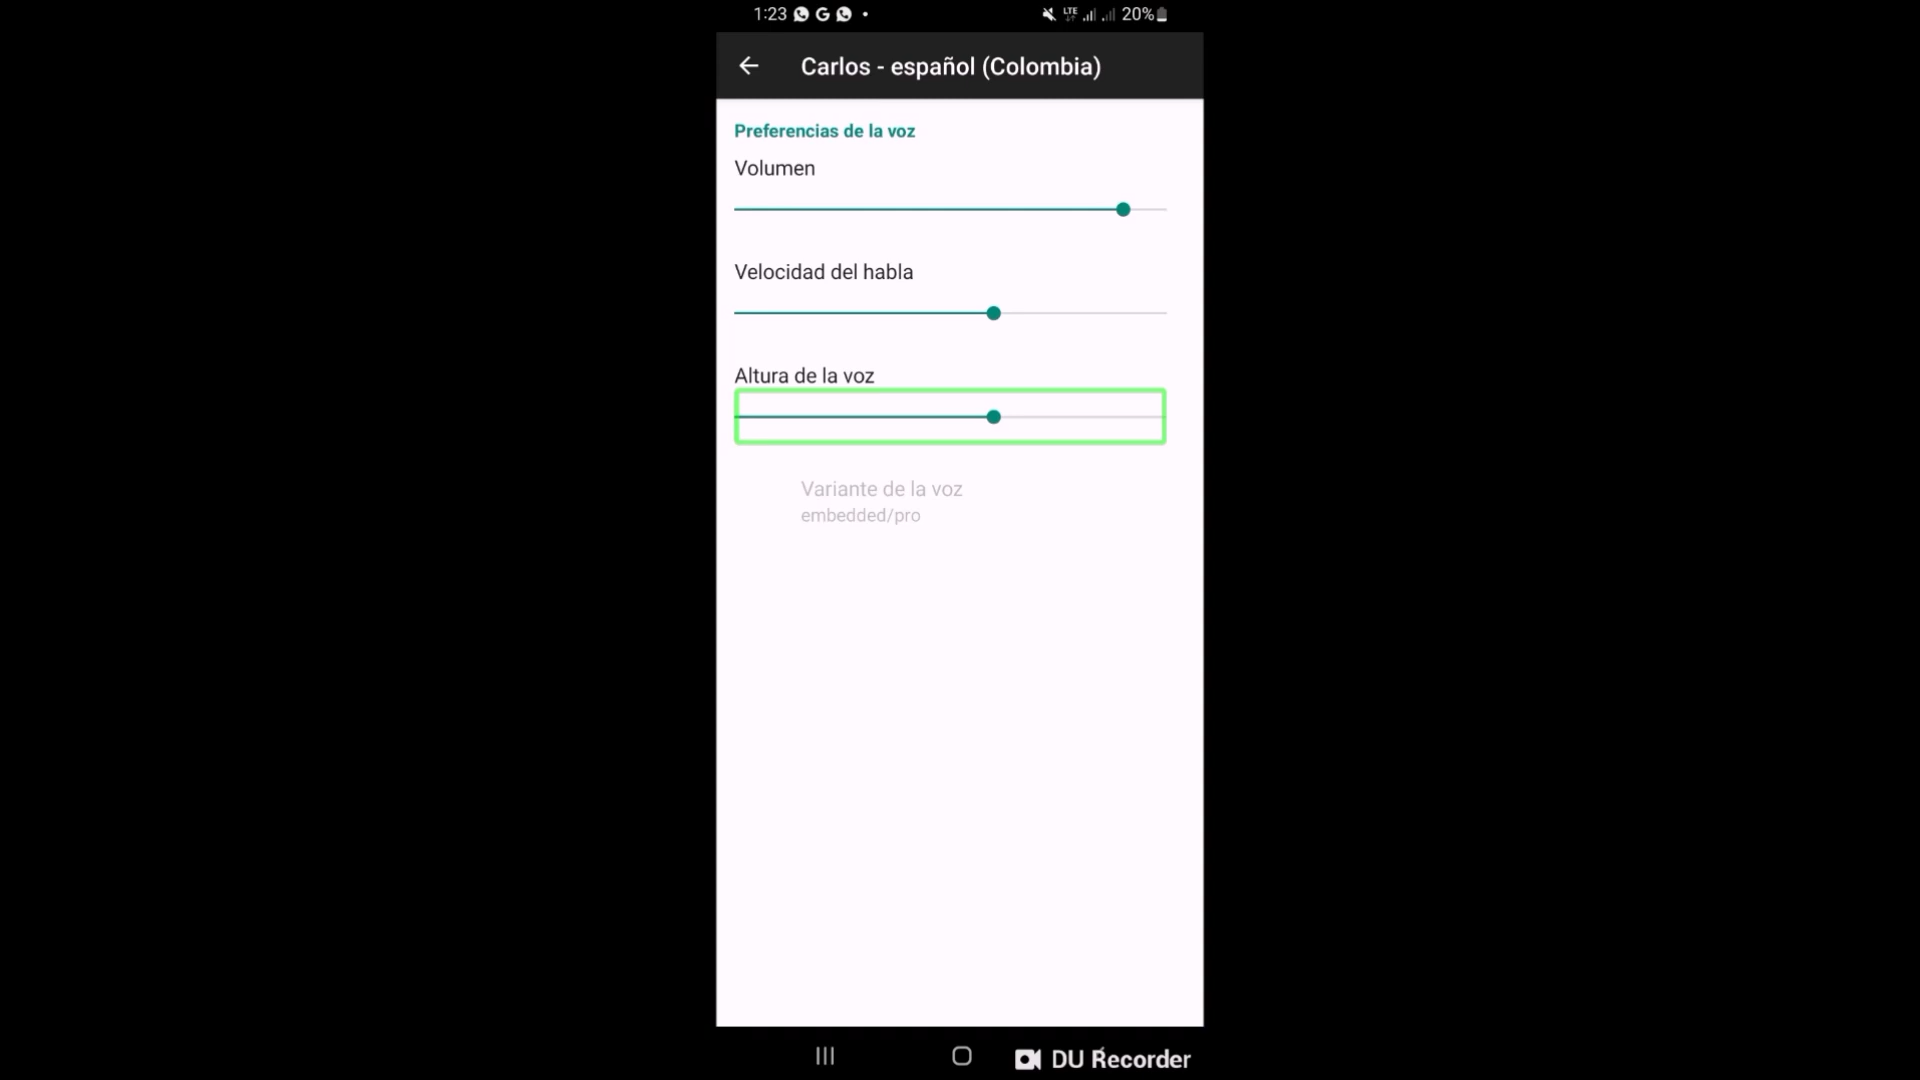 1:23
LTE 20%
Carlos - español (Colombia)
Preferencias de la voz
Volumen
Velocidad del habla
Altura de la voz
Variante de la voz
embedded/pro
DU Recorder